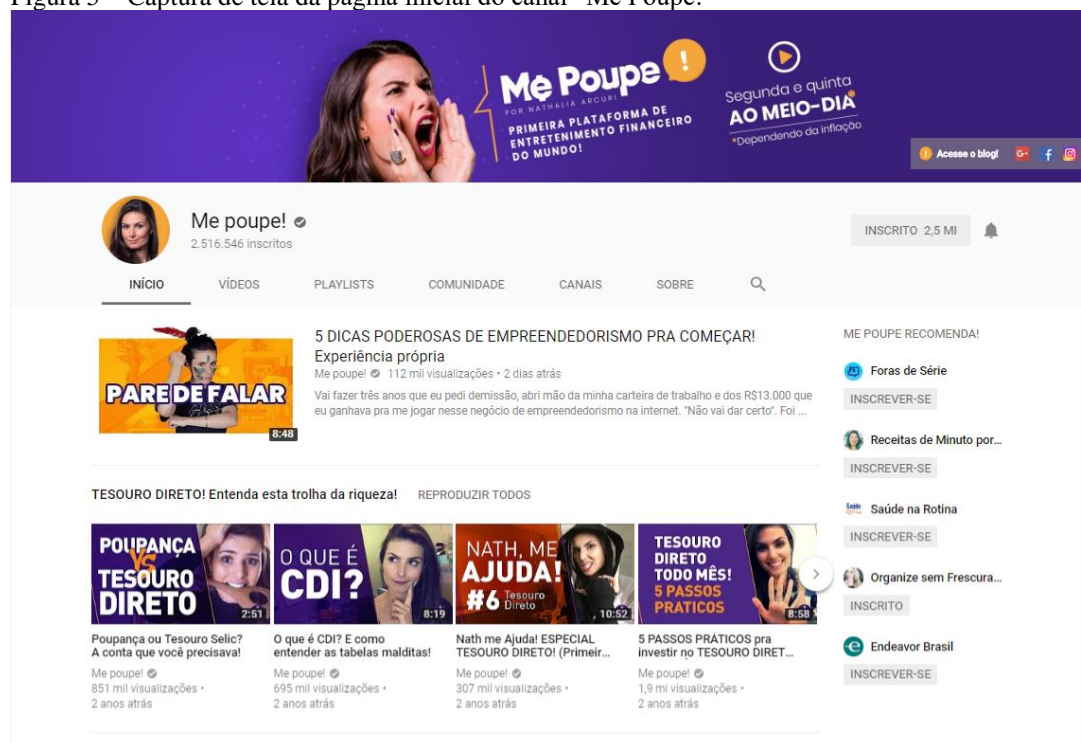 Figura 5 – Captura de tela da página inicial do canal "Me Poupe!"
Me Poupe !
POR NATHALIA ARCURI
PRIMEIRA PLATAFORMA DE
ENTRETENIMENTO FINANCEIRO
DO MUNDO!
Segunda e quinta
AO MEIO-DIA*
*Dependendo da inflação
! Acesse o blog! G+ f
Me poupe!
2.516.546 inscritos
INSCRITO 2,5 MI
INÍCIO VÍDEOS PLAYLISTS COMUNIDADE CANAIS SOBRE
PARE DE FALAR
8:48
5 DICAS PODEROSAS DE EMPREENDEDORISMO PRA COMEÇAR!
Experiência própria
Me poupe! 112 mil visualizações • 2 dias atrás
Vai fazer três anos que eu pedi demissão, abri mão da minha carteira de trabalho e dos R$13.000 que
eu ganhava pra me jogar nesse negócio de empreendedorismo na internet. "Não vai dar certo". Foi ...
TESOURO DIRETO! Entenda esta trolha da riqueza! REPRODUZIR TODOS
POUPANÇA
VS
TESOURO
DIRETO
2:51
Poupança ou Tesouro Selic?
A conta que você precisava!
Me poupe!
851 mil visualizações •
2 anos atrás
O QUE É
CDI?
8:19
O que é CDI? E como
entender as tabelas malditas!
Me poupe!
695 mil visualizações •
2 anos atrás
NATH, ME
AJUDA!
#6 Tesouro
Direto
10:52
Nath me Ajuda! ESPECIAL
TESOURO DIRETO! (Primeir...
Me poupe!
307 mil visualizações •
2 anos atrás
TESOURO
DIRETO
TODO MÊS!
5 PASSOS
PRATICOS
8:58
5 PASSOS PRÁTICOS pra
investir no TESOURO DIRET...
Me poupe!
1,9 mi visualizações •
2 anos atrás
ME POUPE RECOMENDA!
Foras de Série
INSCREVER-SE
Receitas de Minuto por...
INSCREVER-SE
Saúde na Rotina
INSCREVER-SE
Organize sem Frescura...
INSCRITO
Endeavor Brasil
INSCREVER-SE